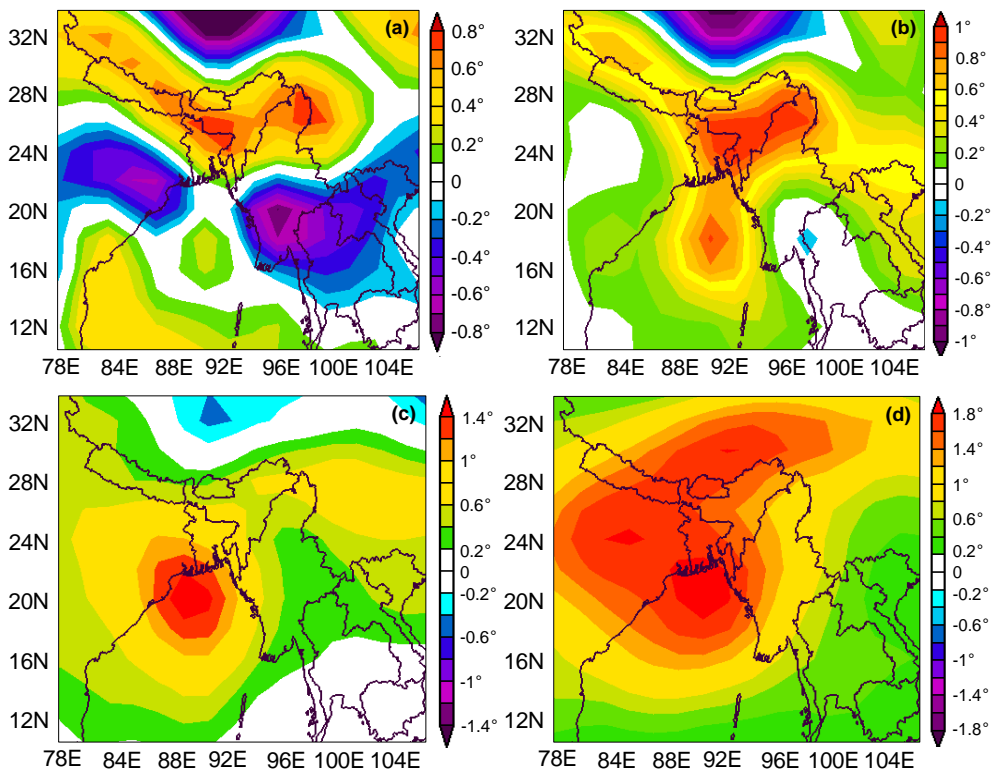 (a)
32N
28N
24N
20N
16N
12N
78E 84E 88E 92E 96E 100E 104E
0.8°
0.6°
0.4°
0.2°
0
-0.2°
-0.4°
-0.6°
-0.8°
(b)
32N
28N
24N
20N
16N
12N
78E 84E 88E 92E 96E 100E 104E
1°
0.8°
0.6°
0.4°
0.2°
0
-0.2°
-0.4°
-0.6°
-0.8°
-1°
(c)
32N
28N
24N
20N
16N
12N
78E 84E 88E 92E 96E 100E 104E
1.4°
1°
0.6°
0.2°
0
-0.2°
-0.6°
-1°
-1.4°
(d)
32N
28N
24N
20N
16N
12N
78E 84E 88E 92E 96E 100E 104E
1.8°
1.4°
1°
0.6°
0.2°
0
-0.2°
-0.6°
-1°
-1.4°
-1.8°